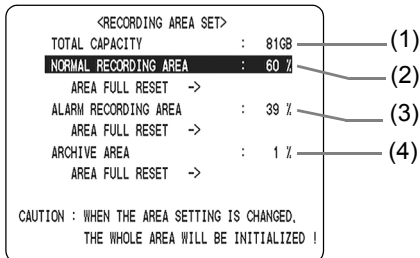 <RECORDING AREA SET>
TOTAL CAPACITY : 81GB (1)
NORMAL RECORDING AREA : 60 % (2)
AREA FULL RESET ->
ALARM RECORDING AREA : 39 % (3)
AREA FULL RESET ->
ARCHIVE AREA : 1 % (4)
AREA FULL RESET ->
CAUTION : WHEN THE AREA SETTING IS CHANGED,
THE WHOLE AREA WILL BE INITIALIZED !